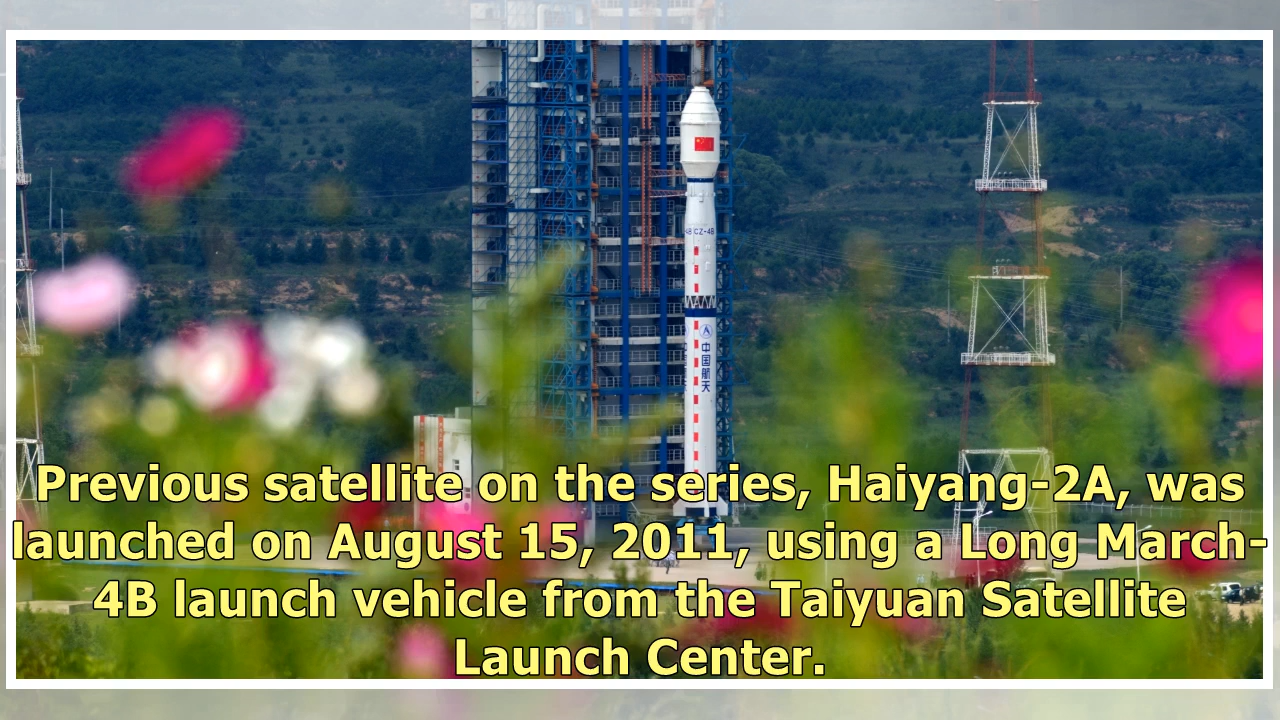 4B CZ-4B
中国航天
Previous satellite on the series, Haiyang-2A, was
launched on August 15, 2011, using a Long March-
4B launch vehicle from the Taiyuan Satellite
Launch Center.